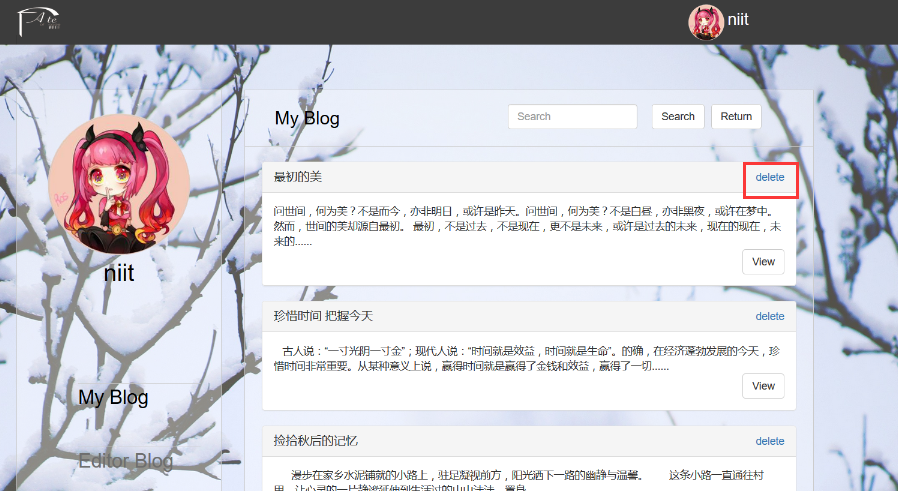 Ate
niit
My Blog
Search
Search
Return
最初的美
delete
问世间，何为美？不是而今，亦非明日，或许是昨天。问世间，何为美？不是白昼，亦非黑夜，或许在梦中。
然而，世间的美却源自最初。 最初，不是过去，不是现在，更不是未来，或许是过去的未来，现在的现在，未
来的......
View
niit
珍惜时间 把握今天
delete
古人说：“一寸光阴一寸金”；现代人说：“时间就是效益，时间就是生命”。的确，在经济蓬勃发展的今天，珍
惜时间非常重要。从某种意义上说，赢得时间就是赢得了金钱和效益，赢得了一切......
View
My Blog
Editor Blog
捡拾秋后的记忆
delete
漫步在家乡水泥铺就的小路上，驻足凝视前方，阳光洒下一路的幽静与温馨。 这条小路一直通往村